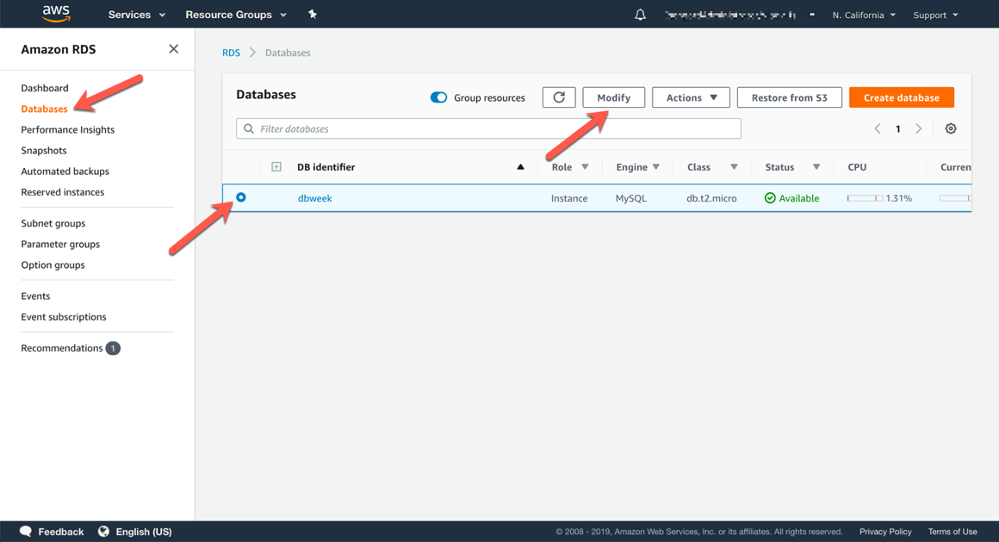 aws Services Resource Groups N. California Support
Amazon RDS
Dashboard
Databases
Performance Insights
Snapshots
Automated backups
Reserved instances
Subnet groups
Parameter groups
Option groups
Events
Event subscriptions
Recommendations 1
RDS > Databases
Databases Group resources Modify Actions Restore from S3 Create database
Filter databases 1
DB identifier Role Engine Class Status CPU Curren
dbweek Instance MySQL db.t2.micro Available 1.31%
Feedback English (US) © 2008 - 2019, Amazon Web Services, Inc. or its affiliates. All rights reserved. Privacy Policy Terms of Use